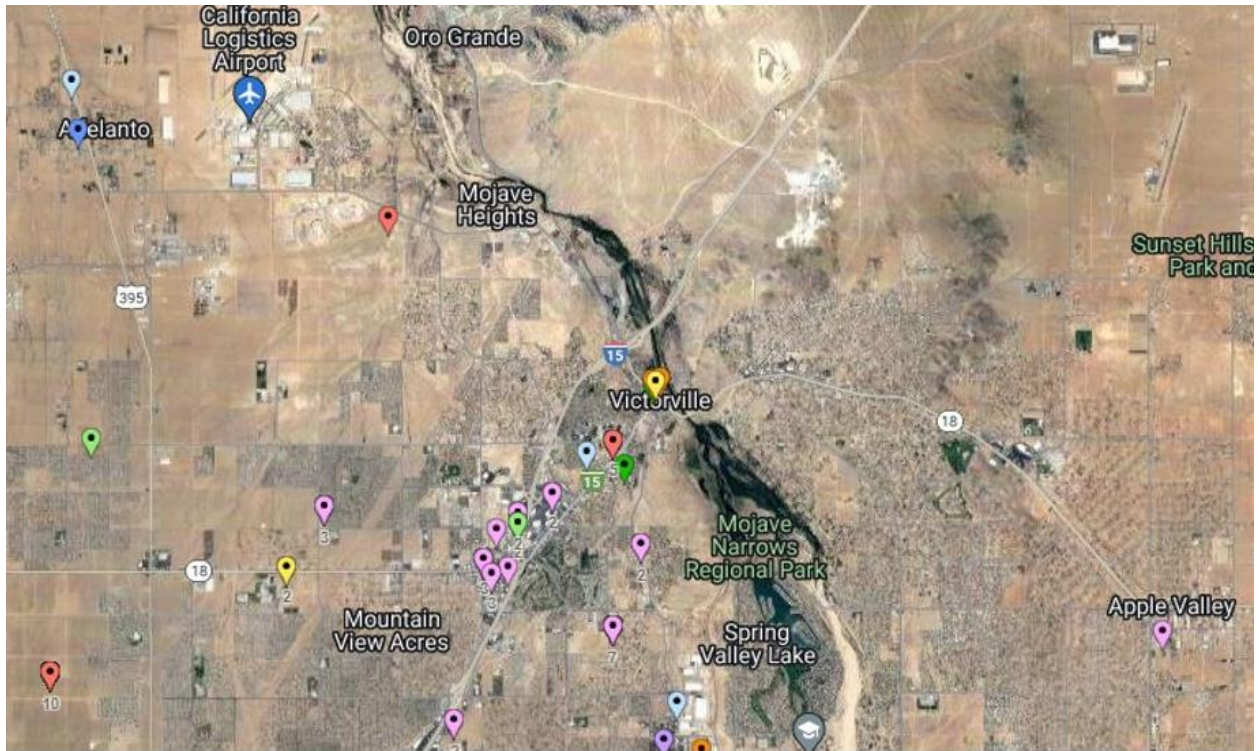 California
Logistics
Airport
Oro Grande
Adelanto
Mojave
Heights
Sunset Hills
Park and
395
15
Victorville
18
5
15
2
3
2
Mojave
Narrows
Regional Park
18
2
3
3
2
Mountain
View Acres
Apple Valley
Spring
Valley Lake
7
10